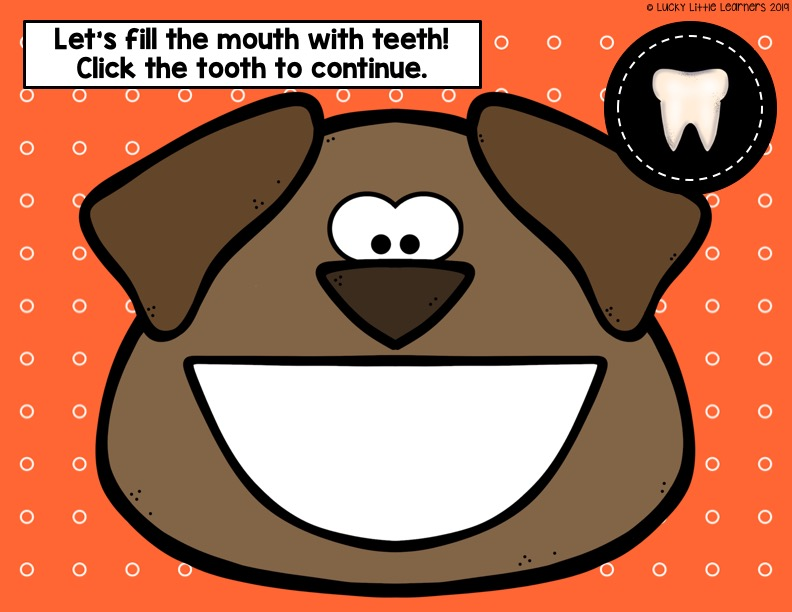 © Lucky Little Learners 2019
Let's fill the mouth with teeth!
Click the tooth to continue.